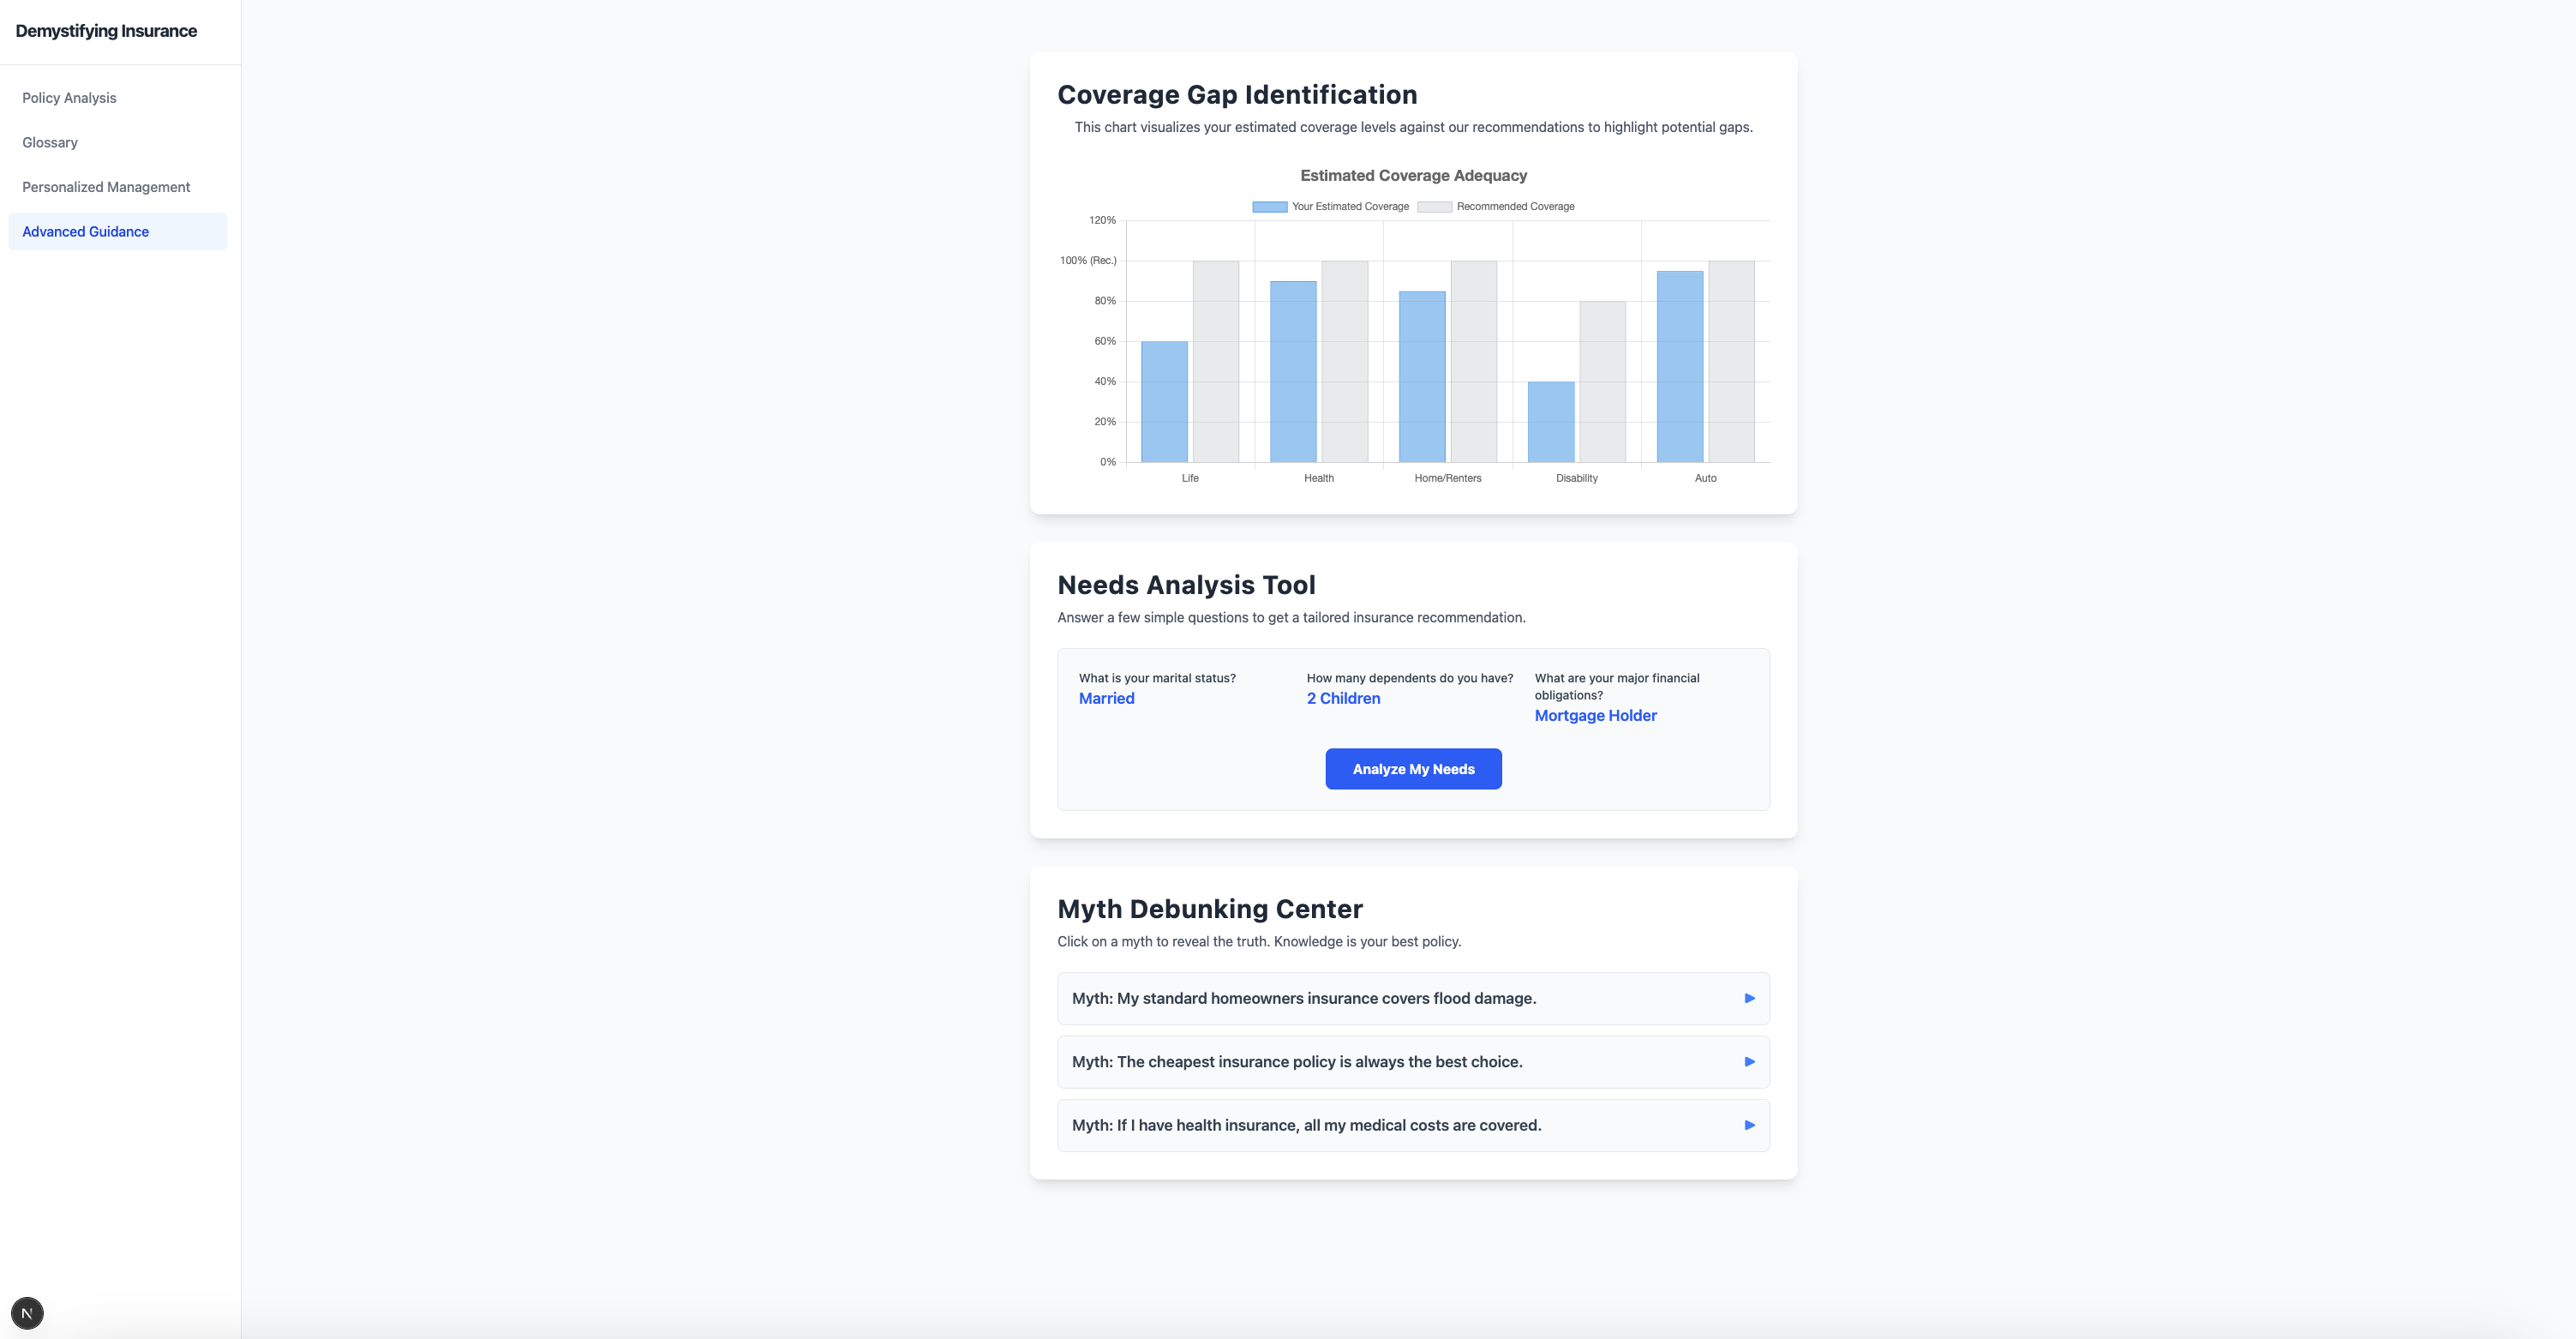 Demystifying Insurance
Policy Analysis
Glossary
Personalized Management
Advanced Guidance
N
Coverage Gap Identification
This chart visualizes your estimated coverage levels against our recommendations to highlight potential gaps.
Estimated Coverage Adequacy
Your Estimated Coverage Recommended Coverage
120%
100% (Rec.)
80%
60%
40%
20%
0%
Life Health Home/Renters Disability Auto
Needs Analysis Tool
Answer a few simple questions to get a tailored insurance recommendation.
What is your marital status?
Married
How many dependents do you have?
2 Children
What are your major financial
obligations?
Mortgage Holder
Analyze My Needs
Myth Debunking Center
Click on a myth to reveal the truth. Knowledge is your best policy.
Myth: My standard homeowners insurance covers flood damage.
Myth: The cheapest insurance policy is always the best choice.
Myth: If I have health insurance, all my medical costs are covered.